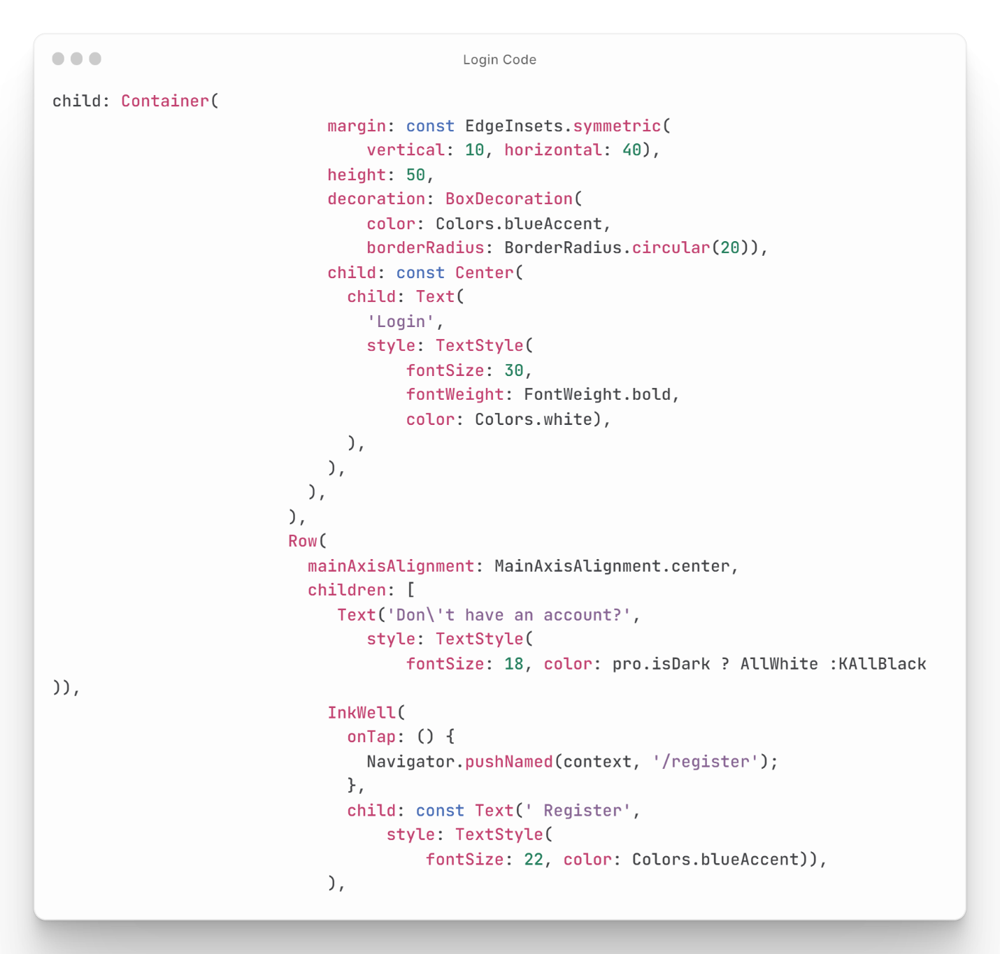 Login Code
child: Container(
                            margin: const EdgeInsets.symmetric(
                                vertical: 10, horizontal: 40),
                            height: 50,
                            decoration: BoxDecoration(
                                color: Colors.blueAccent,
                                borderRadius: BorderRadius.circular(20)),
                            child: const Center(
                              child: Text(
                                'Login',
                                style: TextStyle(
                                    fontSize: 30,
                                    fontWeight: FontWeight.bold,
                                    color: Colors.white),
                              ),
                            ),
                          ),
                        ),
                        Row(
                          mainAxisAlignment: MainAxisAlignment.center,
                          children: [
                             Text('Don\'t have an account?',
                                style: TextStyle(
                                    fontSize: 18, color: pro.isDark ? AllWhite :KAllBlack
)),
                            InkWell(
                              onTap: () {
                                Navigator.pushNamed(context, '/register');
                              },
                              child: const Text(' Register',
                                  style: TextStyle(
                                      fontSize: 22, color: Colors.blueAccent)),
                            ),